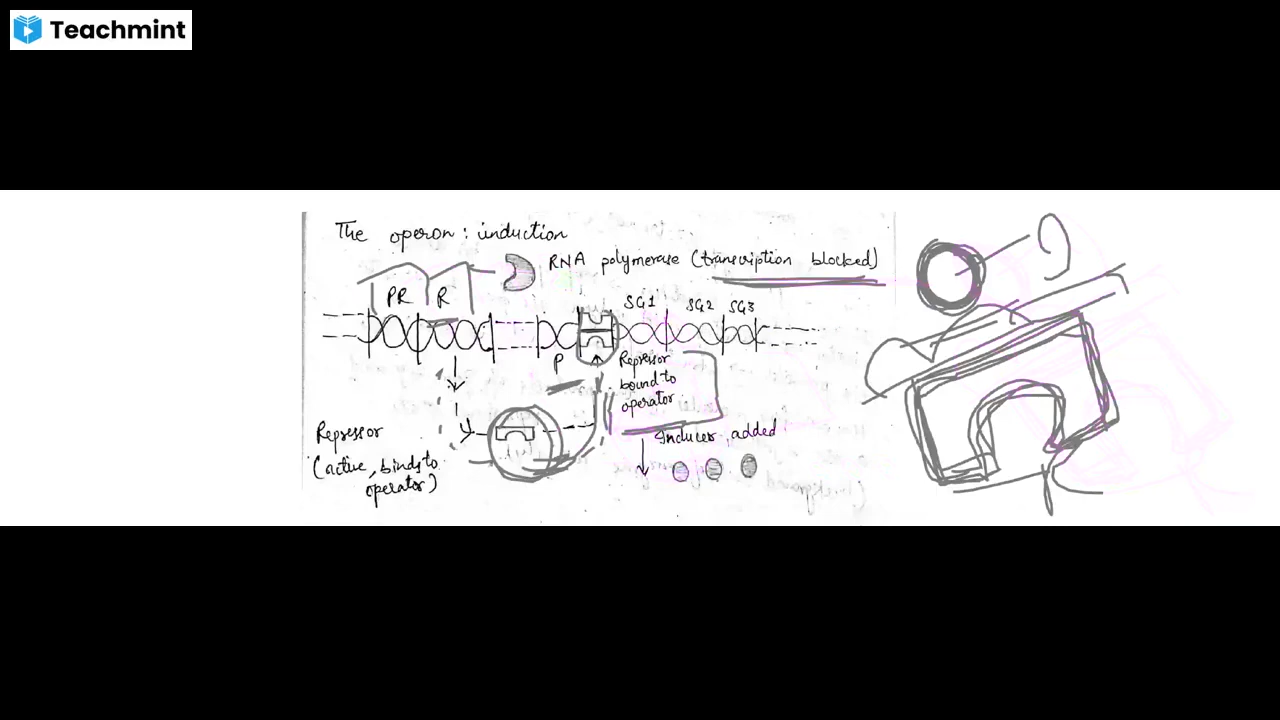 Teachmint
The operon : induction
RNA polymerase (transcription blocked)
PR R
SG1 SG2 SG3
P
Repressor
bound to
operator
Repressor
(active, binds to
operator)
Inducer added